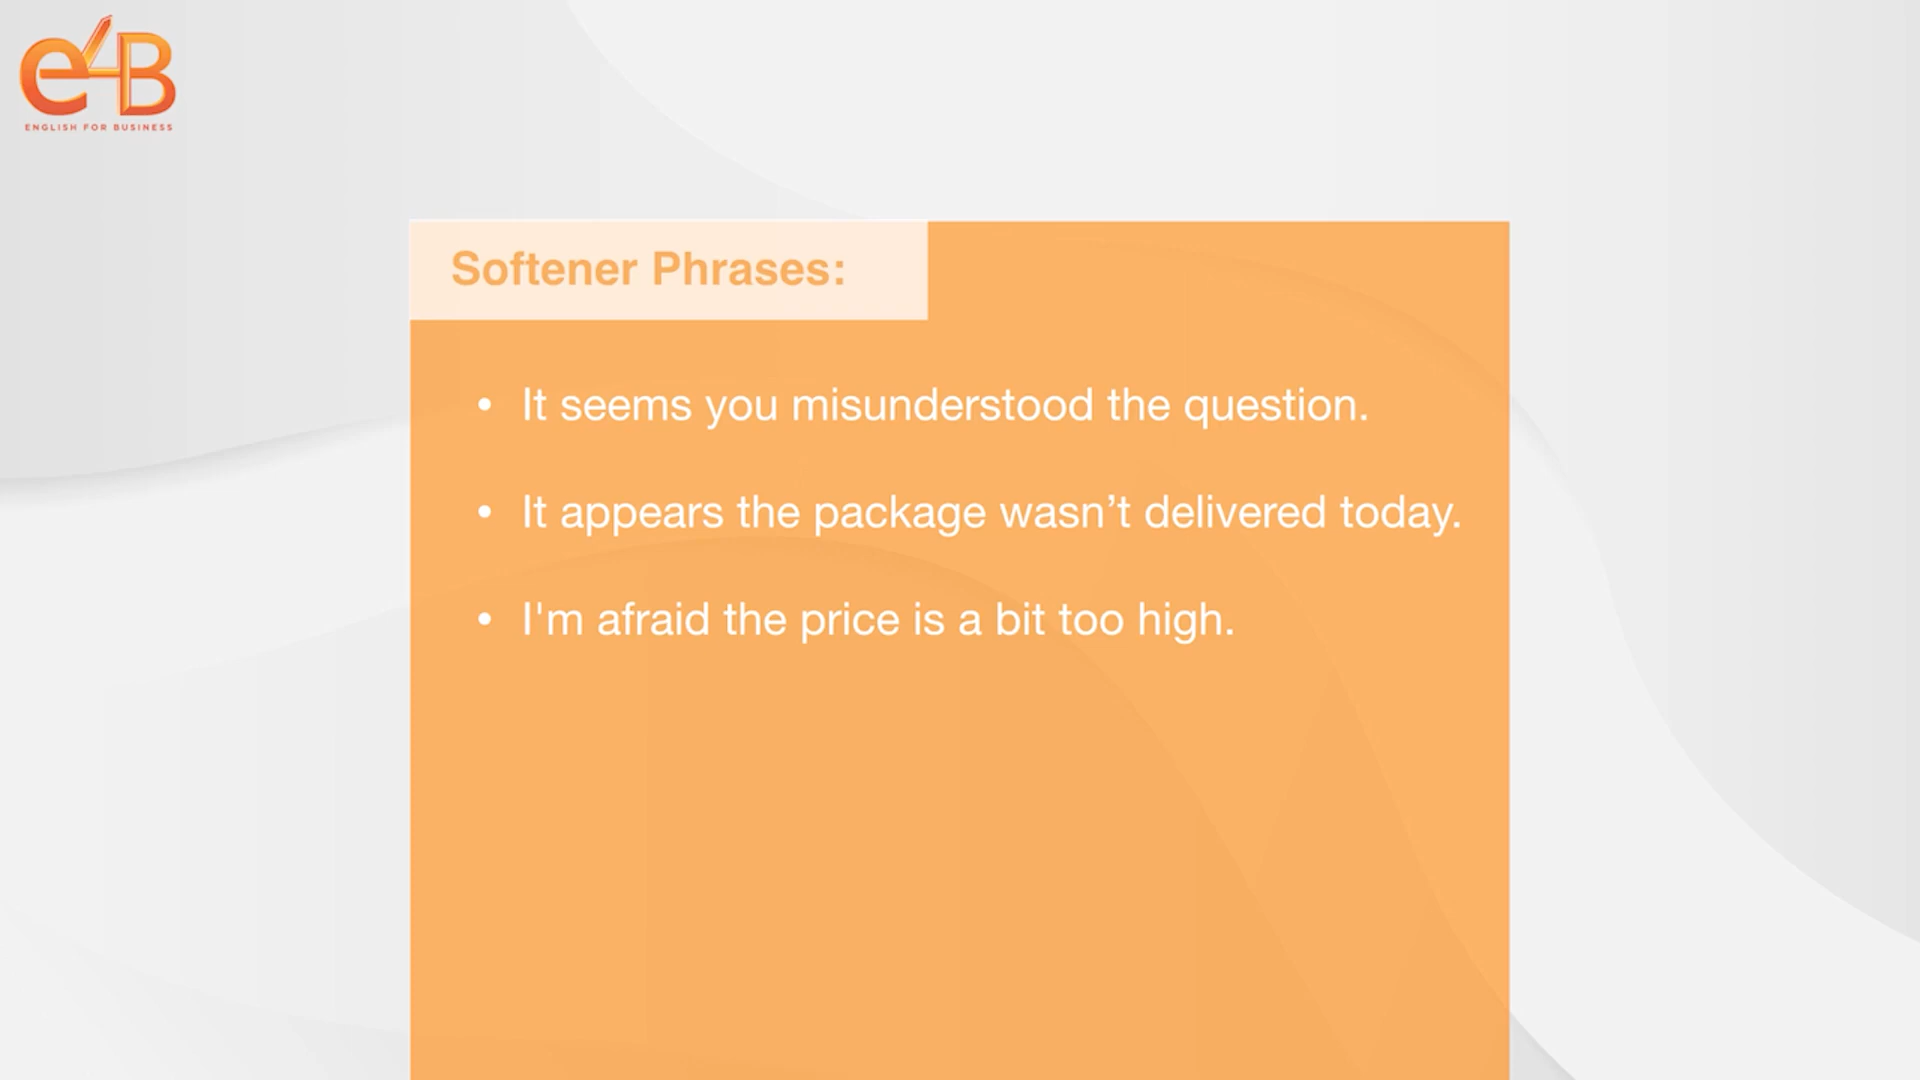 e4B
ENGLISH FOR BUSINESS
Softener Phrases:
• It seems you misunderstood the question.
• It appears the package wasn’t delivered today.
• I'm afraid the price is a bit too high.